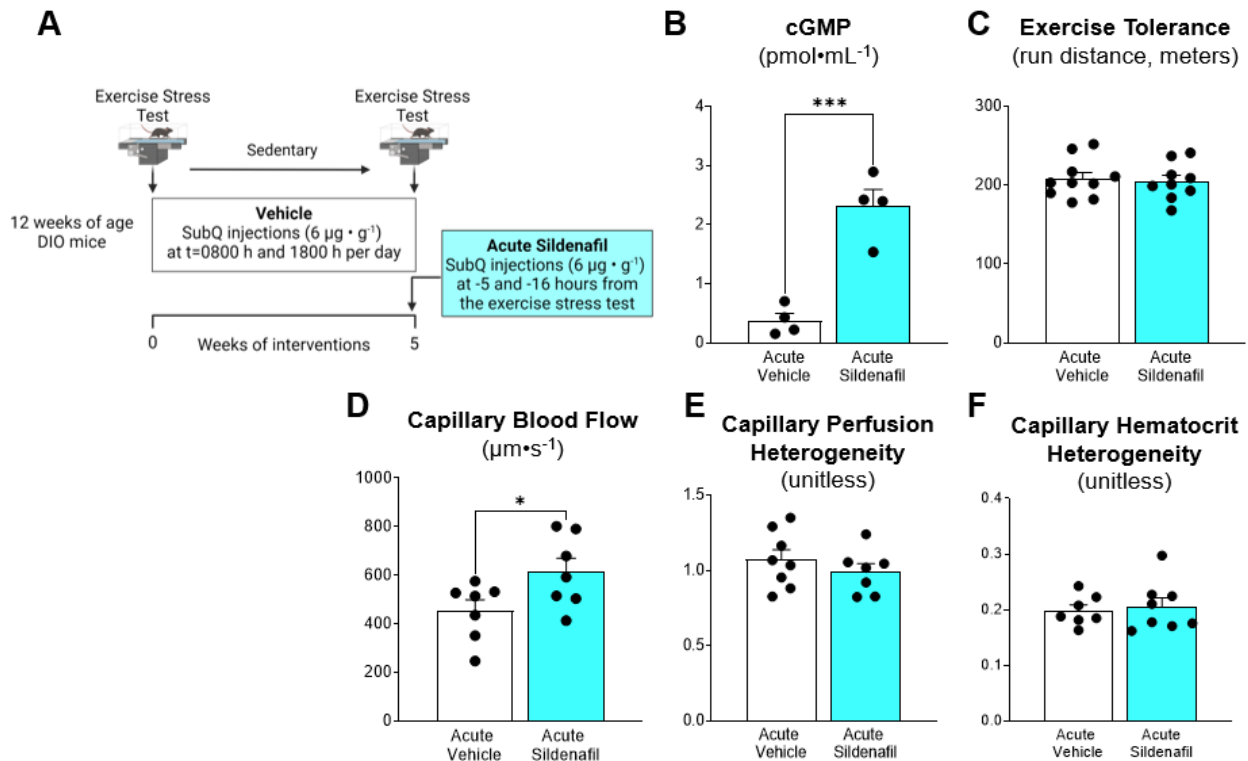 A
Exercise Stress
Test
Exercise Stress
Test
Sedentary
12 weeks of age
DIO mice
Vehicle
SubQ injections (6 µg • g⁻¹)
at t=0800 h and 1800 h per day
Acute Sildenafil
SubQ injections (6 µg • g⁻¹)
at -5 and -16 hours from
the exercise stress test
0 Weeks of interventions 5
B
cGMP
(pmol•mL⁻¹)
4
3
2
1
0
***
Acute
Vehicle
Acute
Sildenafil
C
Exercise Tolerance
(run distance, meters)
300
200
100
0
Acute
Vehicle
Acute
Sildenafil
D
Capillary Blood Flow
(µm•s⁻¹)
1000
800
600
400
200
0
*
Acute
Vehicle
Acute
Sildenafil
E
Capillary Perfusion
Heterogeneity
(unitless)
1.5
1.0
0.5
0.0
Acute
Vehicle
Acute
Sildenafil
F
Capillary Hematocrit
Heterogeneity
(unitless)
0.4
0.3
0.2
0.1
0.0
Acute
Vehicle
Acute
Sildenafil